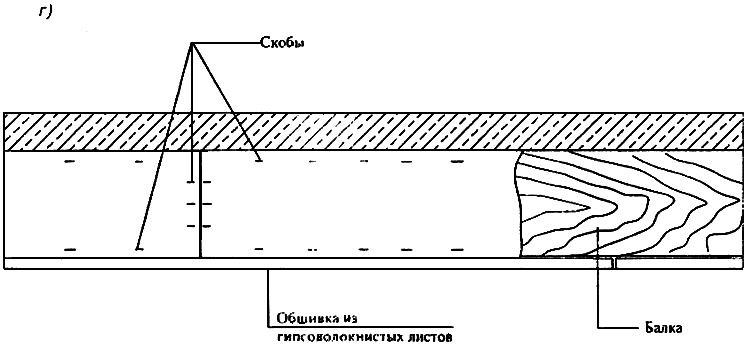 г)
Скобы
Обшивка из
гипсоволокнистых листов
Балка